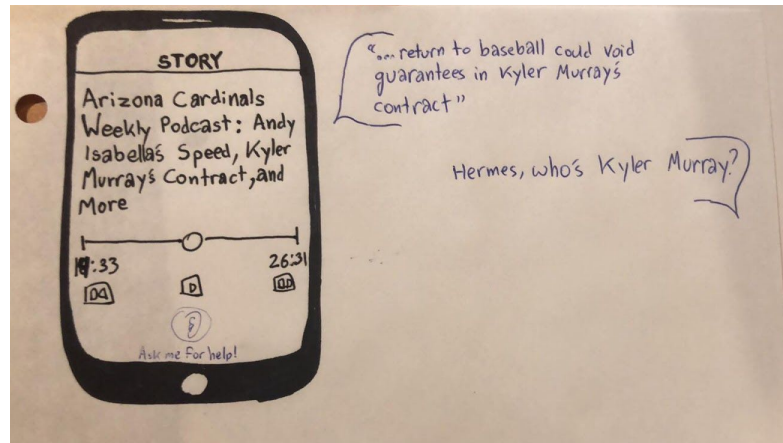 STORY
Arizona Cardinals
Weekly Podcast: Andy
Isabella's Speed, Kyler
Murray's Contract, and
More
26:31
Ask me for help!
"... return to baseball could void
guarantees in Kyler Murray's
contract"
Hermes, who's Kyler Murray?